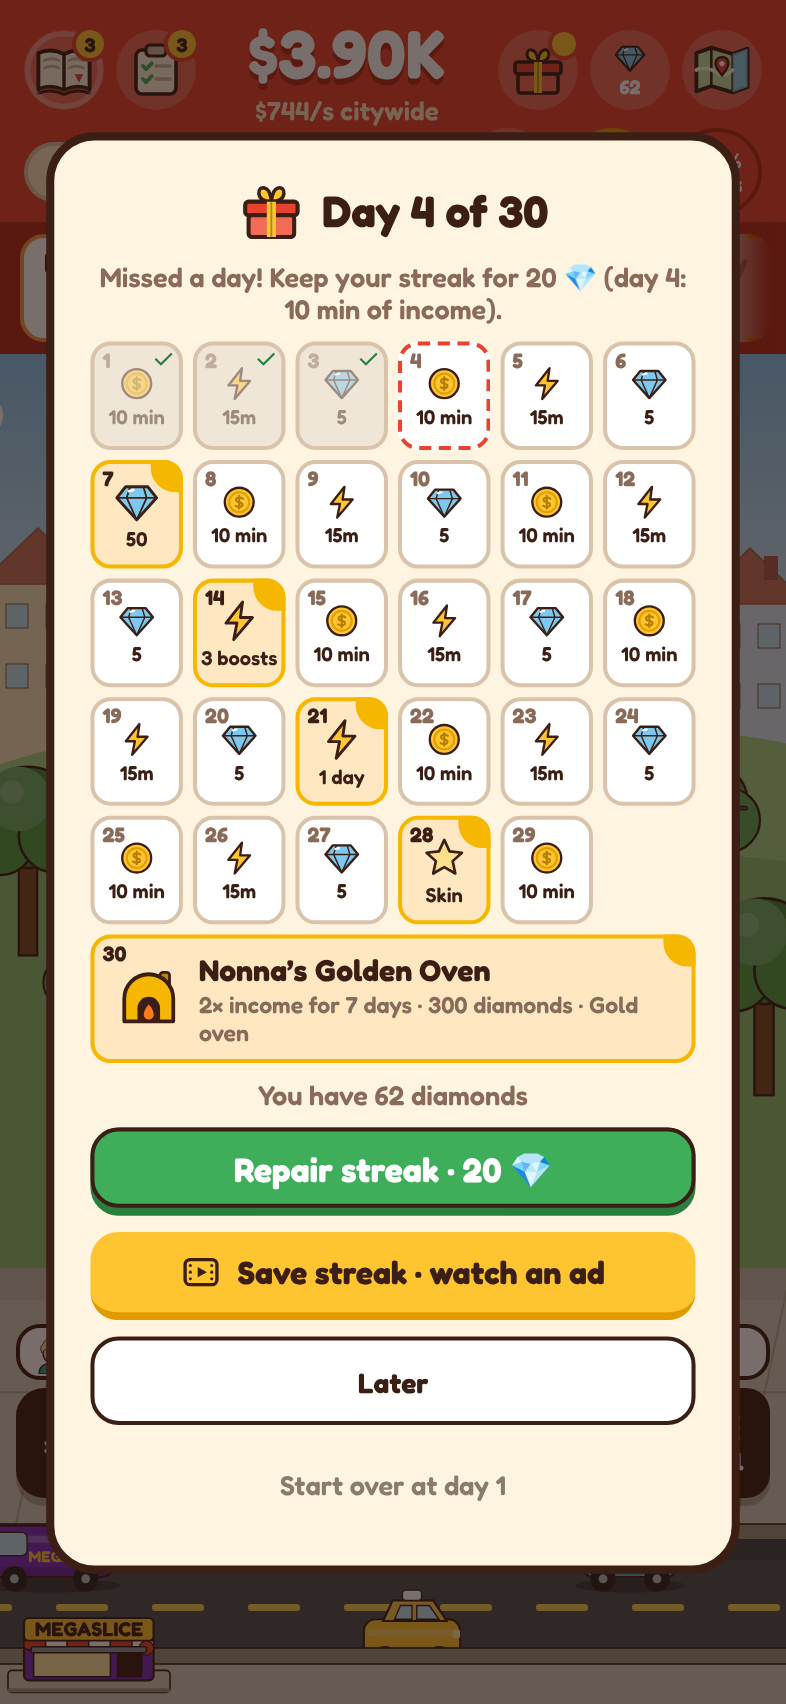 3
3
$3.90K
$744/s citywide
62
Day 4 of 30
Missed a day! Keep your streak for 20 💎 (day 4:
10 min of income).
1
10 min
2
15m
3
5
4
10 min
5
15m
6
5
7
50
8
10 min
9
15m
10
5
11
10 min
12
15m
13
5
14
3 boosts
15
10 min
16
15m
17
5
18
10 min
19
15m
20
5
21
1 day
22
10 min
23
15m
24
5
25
10 min
26
15m
27
5
28
Skin
29
10 min
30
Nonna's Golden Oven
2× income for 7 days · 300 diamonds · Gold
oven
You have 62 diamonds
Repair streak · 20 💎
Save streak · watch an ad
Later
Start over at day 1
MEGASLICE